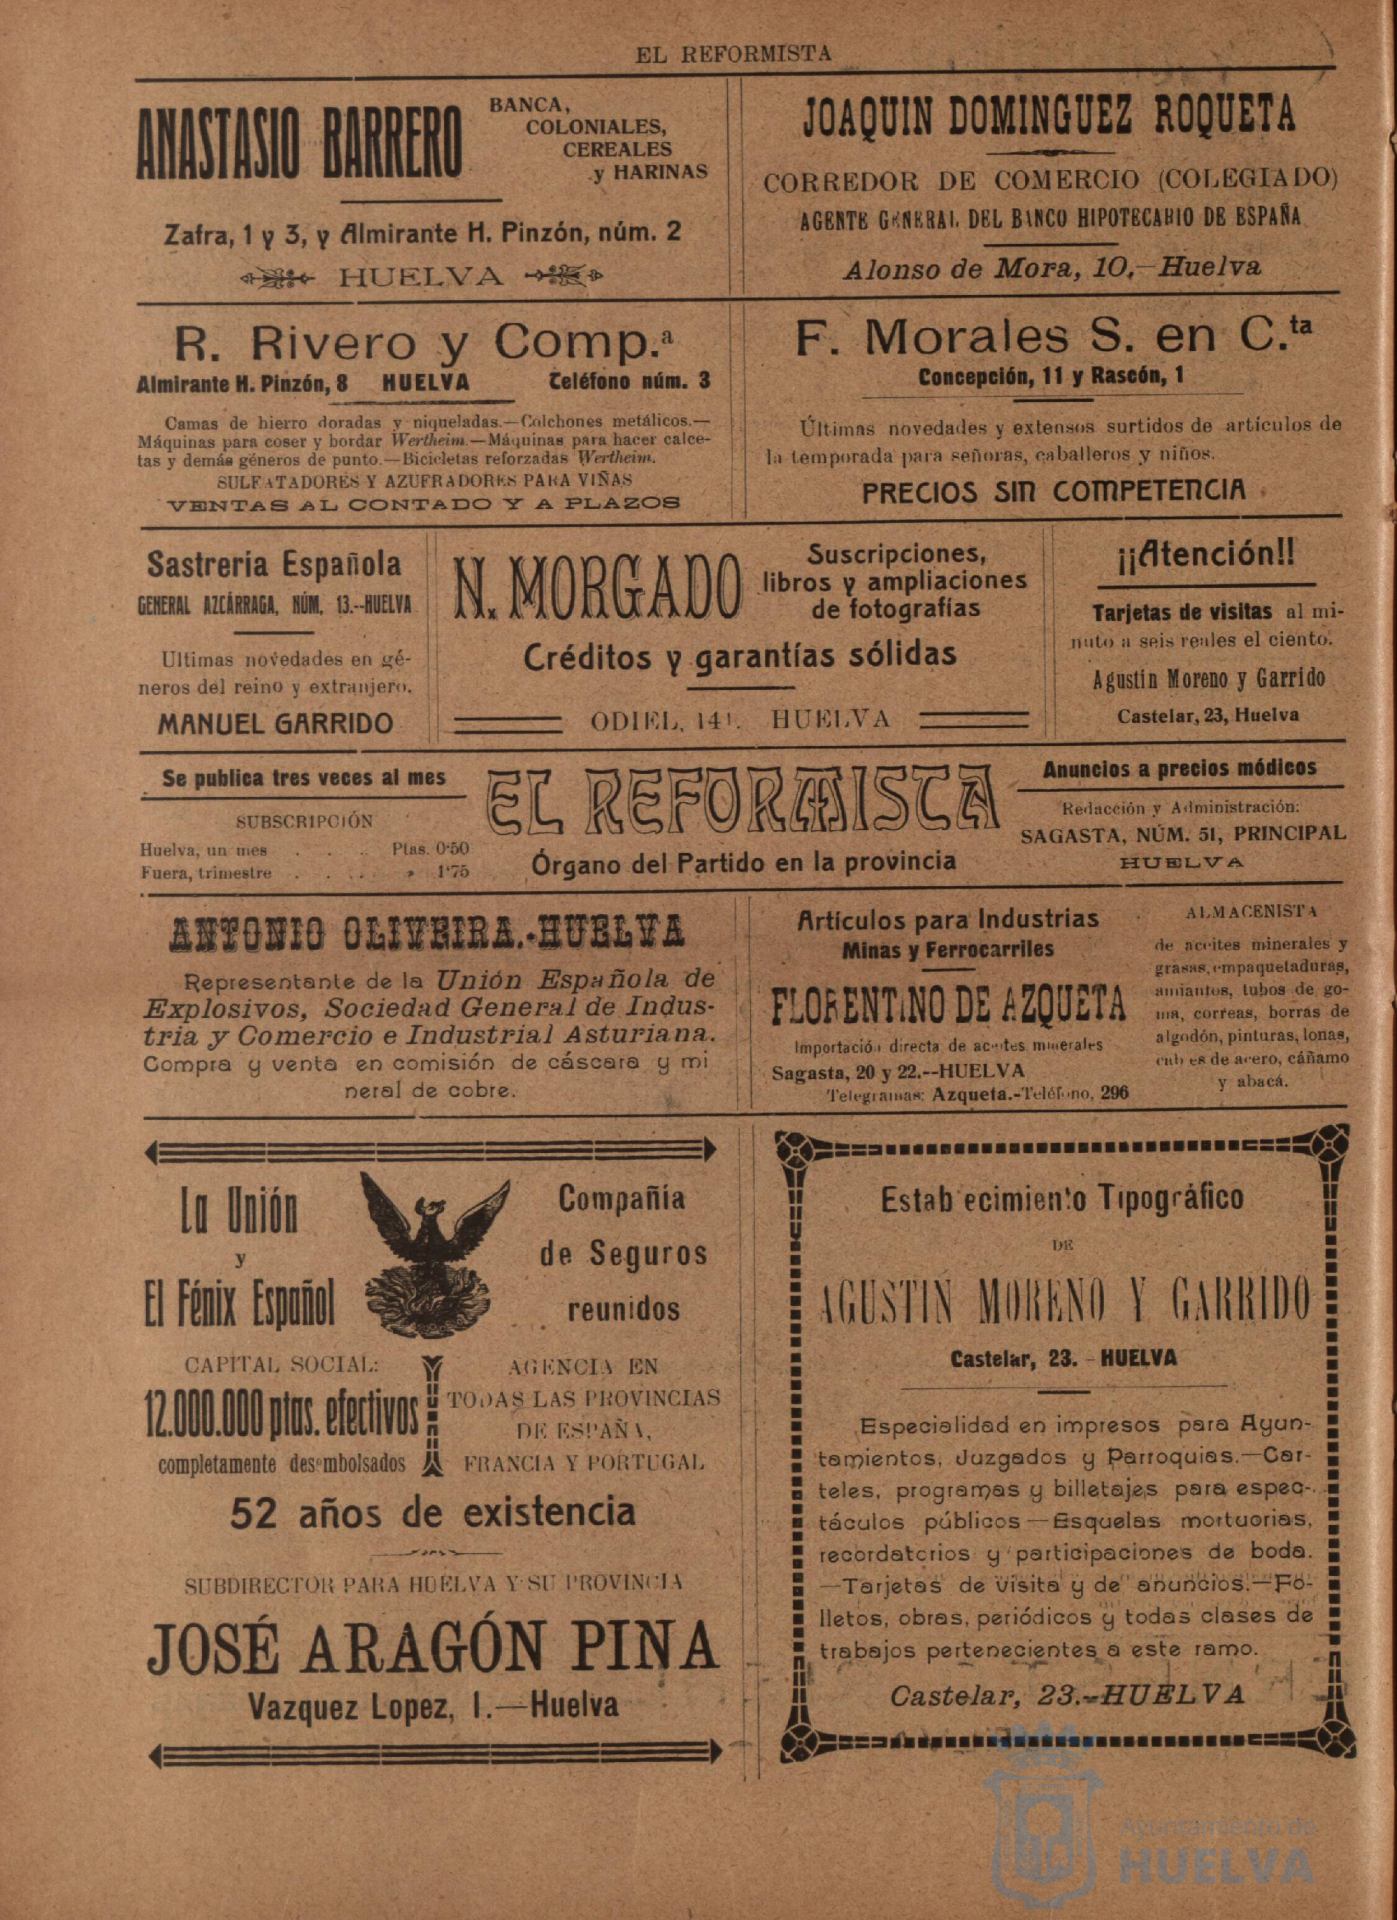 EL REFORMISTA
ANASTASIO BARRERO
BANCA,
COLONIALES,
CEREALES
y HARINAS
Zafra, 1 y 3, y Almirante H. Pinzón, núm. 2
HUELVA
JOAQUIN DOMINGUEZ ROQUETA
CORREDOR DE COMERCIO (COLEGIADO)
AGENTE GENERAL DEL BANCO HIPOTECARIO DE ESPAÑA
Alonso de Mora, 10,—Huelva
R. Rivero y Comp.ª
Almirante H. Pinzón, 8 HUELVA Teléfono núm. 3
Camas de hierro doradas y niqueladas.—Colchones metálicos.—
Máquinas para coser y bordar Wertheim.—Máquinas para hacer calce-
tas y demás géneros de punto.—Bicicletas reforzadas Wertheim.
SULFATADORES Y AZUFRADORES PARA VIÑAS
VENTAS AL CONTADO Y A PLAZOS
F. Morales S. en C.ta
Concepción, 11 y Rascón, 1
Últimas novedades y extensos surtidos de artículos de
la temporada para señoras, caballeros y niños.
PRECIOS SIN COMPETENCIA
Sastrería Española
GENERAL AZCÁRRAGA, NÚM, 13.--HUELVA
Ultimas novedades en gé-
neros del reino y extranjero.
MANUEL GARRIDO
N. MORGADO
Suscripciones,
libros y ampliaciones
de fotografías
Créditos y garantías sólidas
ODIEL, 141. HUELVA
¡¡Atención!!
Tarjetas de visitas al mi-
nuto a seis reales el ciento.
Agustín Moreno y Garrido
Castelar, 23, Huelva
Se publica tres veces al mes
SUBSCRIPCIÓN
Huelva, un mes . . . Ptas. 0'50
Fuera, trimestre . . . . » 1'75
EL REFORMISTA
Órgano del Partido en la provincia
Anuncios a precios módicos
Redacción y Administración:
SAGASTA, NÚM. 51, PRINCIPAL
HUELVA
ANTONIO OLIVEIRA.-HUELVA
Representante de la Unión Española de
Explosivos, Sociedad General de Indus-
tria y Comercio e Industrial Asturiana.
Compra y venta en comisión de cáscara y mi
neral de cobre.
Artículos para Industrias
Minas y Ferrocarriles
FLORENTINO DE AZQUETA
Importación directa de aceites minerales
Sagasta, 20 y 22.--HUELVA
Telegramas: Azqueta.-Teléfono, 296
ALMACENISTA
de aceites minerales y
grasas, empaquetaduras,
amiantos, tubos de go-
ma, correas, borras de
algodón, pinturas, lonas,
cables de acero, cáñamo
y abacá.
La Unión
y
El Fénix Español
Compañía
de Seguros
reunidos
CAPITAL SOCIAL:
12.000.000 ptas. efectivos
completamente desembolsados
AGENCIA EN
TODAS LAS PROVINCIAS
DE ESPAÑA,
FRANCIA Y PORTUGAL
52 años de existencia
SUBDIRECTOR PARA HUELVA Y SU PROVINCIA
JOSÉ ARAGÓN PINA
Vazquez Lopez, 1.—Huelva
Establecimiento Tipográfico
DE
AGUSTIN MORENO Y GARRIDO
Castelar, 23. - HUELVA
Especialidad en impresos para Ayun-
tamientos, Juzgados y Parroquias.—Car-
teles, programas y billetajes para espec-
táculos públicos—Esquelas mortuorias,
recordatorios y participaciones de boda.
—Tarjetas de visita y de anuncios.—Fo-
lletos, obras, periódicos y todas clases de
trabajos pertenecientes a este ramo.
Castelar, 23.-HUELVA
Ayuntamiento de
HUELVA